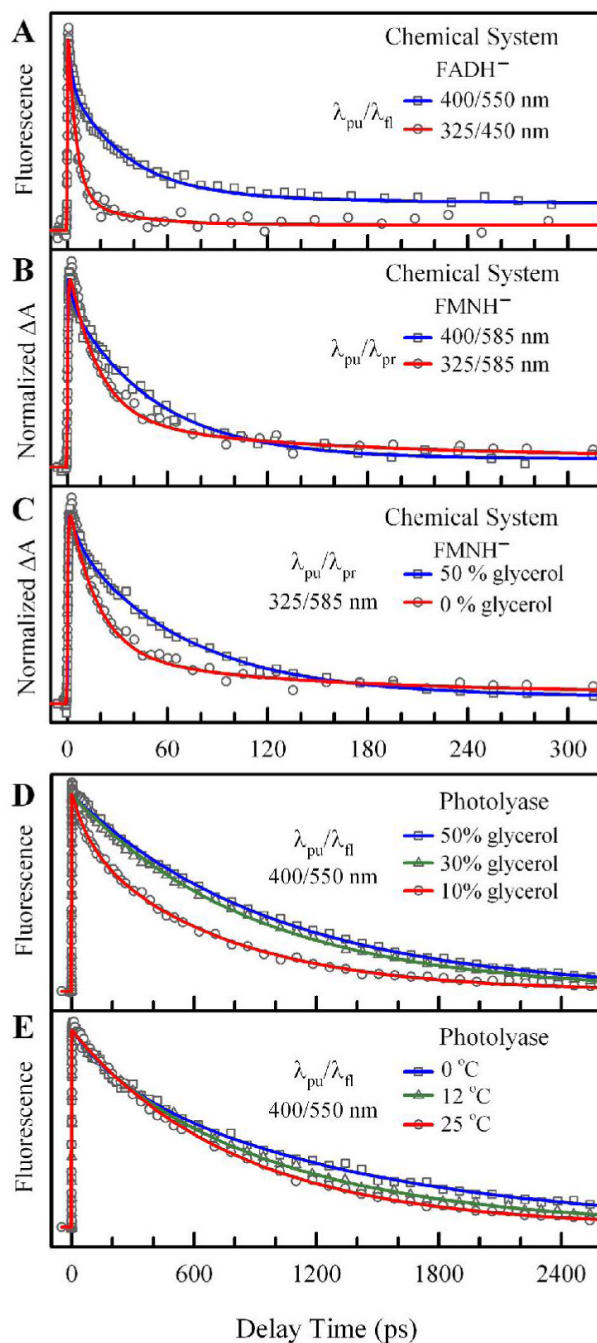 A
Chemical System
FADH⁻
λpu/λfl
400/550 nm
325/450 nm
Fluorescence
B
Chemical System
FMNH⁻
λpu/λpr
400/585 nm
325/585 nm
Normalized ΔA
C
Chemical System
FMNH⁻
λpu/λpr
325/585 nm
50 % glycerol
0 % glycerol
Normalized ΔA
0 60 120 180 240 300
D
Photolyase
λpu/λfl
400/550 nm
50% glycerol
30% glycerol
10% glycerol
Fluorescence
E
Photolyase
λpu/λfl
400/550 nm
0 °C
12 °C
25 °C
Fluorescence
0 600 1200 1800 2400
Delay Time (ps)